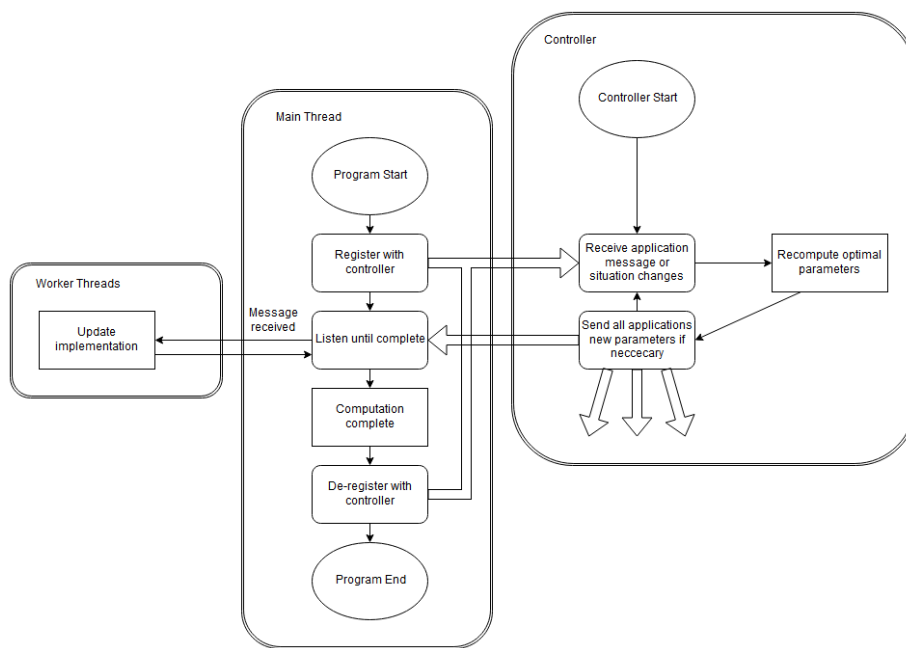 Controller
Controller Start
Main Thread
Program Start
Register with
controller
Receive application
message or
situation changes
Recompute optimal
parameters
Worker Threads
Message
received
Update
implementation
Listen until complete
Send all applications
new parameters if
neccecary
Computation
complete
De-register with
controller
Program End